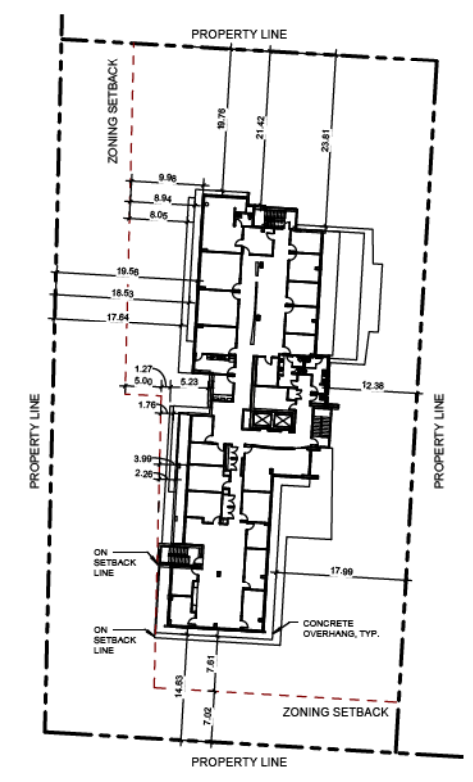 PROPERTY LINE
ZONING SETBACK
19.76
21.42
23.81
9.96
8.94
8.05
19.56
18.53
17.64
1.27
5.00
5.23
1.76
12.38
PROPERTY LINE
PROPERTY LINE
3.99
2.26
ON
SETBACK
LINE
17.99
ON
SETBACK
LINE
CONCRETE
OVERHANG, TYP.
14.63
7.61
7.02
ZONING SETBACK
PROPERTY LINE